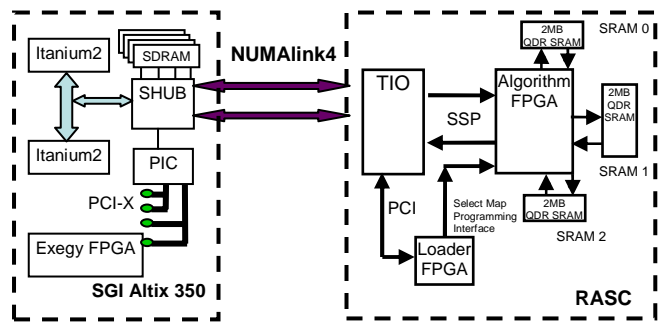 Itanium2
SDRAM
SHUB
Itanium2
PIC
PCI-X
Exegy FPGA
SGI Altix 350
NUMAlink4
TIO
SSP
Algorithm
FPGA
2MB
QDR SRAM
SRAM 0
2MB
QDR
SRAM
SRAM 1
2MB
QDR SRAM
SRAM 2
PCI
Select Map
Programming
Interface
Loader
FPGA
RASC